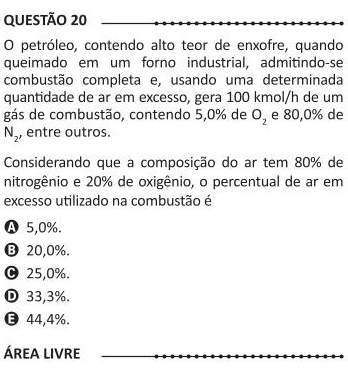 QUESTÃO 20
O petróleo, contendo alto teor de enxofre, quando
queimado em um forno industrial, admitindo-se
combustão completa e, usando uma determinada
quantidade de ar em excesso, gera 100 kmol/h de um
gás de combustão, contendo 5,0% de O₂ e 80,0% de
N₂, entre outros.
Considerando que a composição do ar tem 80% de
nitrogênio e 20% de oxigênio, o percentual de ar em
excesso utilizado na combustão é
A 5,0%.
B 20,0%.
C 25,0%.
D 33,3%.
E 44,4%.
ÁREA LIVRE